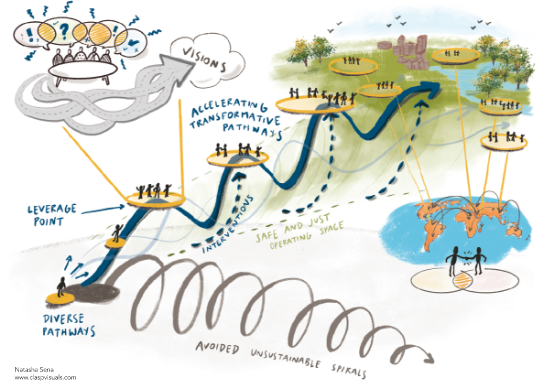 ! ? !
VISIONS
ACCELERATING
TRANSFORMATIVE
PATHWAYS
LEVERAGE
POINT
INTERVENTIONS
SAFE AND JUST
OPERATING SPACE
DIVERSE
PATHWAYS
AVOIDED UNSUSTAINABLE SPIRALS
Natasha Sena
www.claspvisuals.com